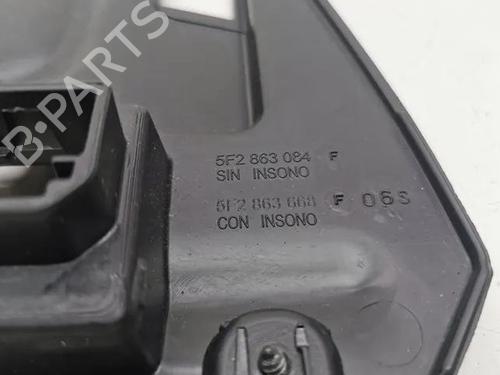 B-PARTS
5F2 863 084 F
SIN INSONO
5F2 863 668 F 06S
CON INSONO